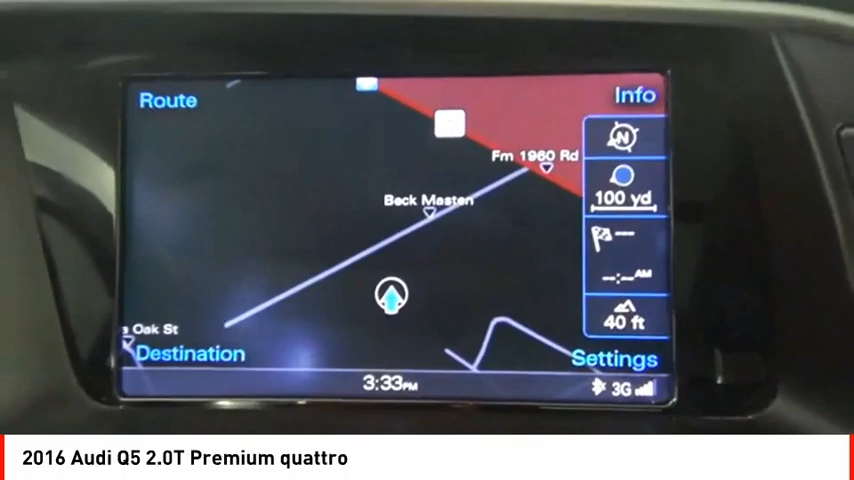 Route
Info
N
Fm 1960 Rd
100 yd
Beck Masten
--:--AM
40 ft
Oak St
Destination
Settings
3:33PM
3G
2016 Audi Q5 2.0T Premium quattro